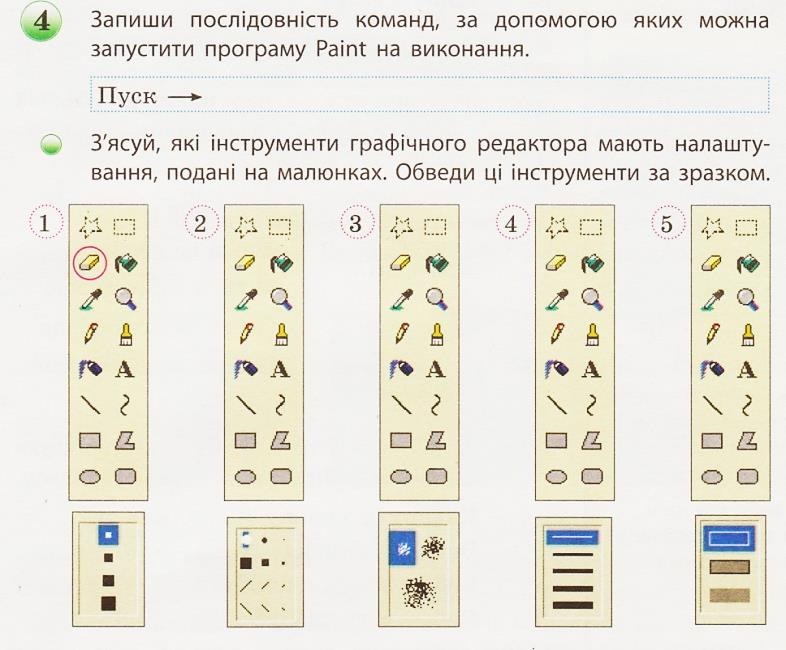 4
Запиши послідовність команд, за допомогою яких можна
запустити програму Paint на виконання.
Пуск →
З’ясуй, які інструменти графічного редактора мають налашту-
вання, подані на малюнках. Обведи ці інструменти за зразком.
1 2 3 4 5
A A A A A